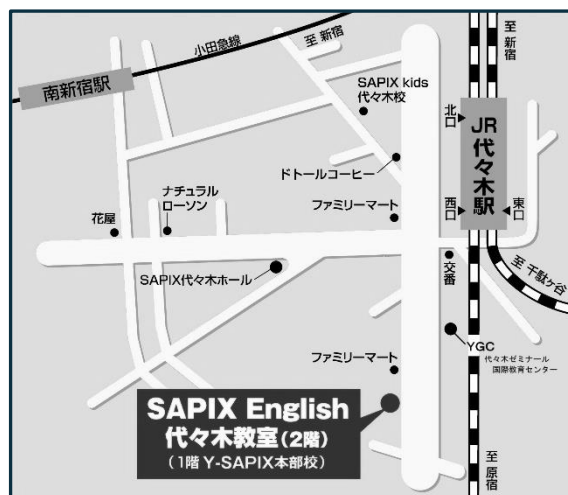 小田急線
至 新宿
至 新宿
南新宿駅
SAPIX kids
代々木校
北口
JR 代々木駅
ドトールコーヒー
ナチュラル
ローソン
花屋
ファミリーマート
西口
東口
SAPIX代々木ホール
交番
至 千駄ヶ谷
YGC
代々木ゼミナール
国際教育センター
ファミリーマート
SAPIX English
代々木教室(2階)
(1階 Y-SAPIX本部校)
至 原宿